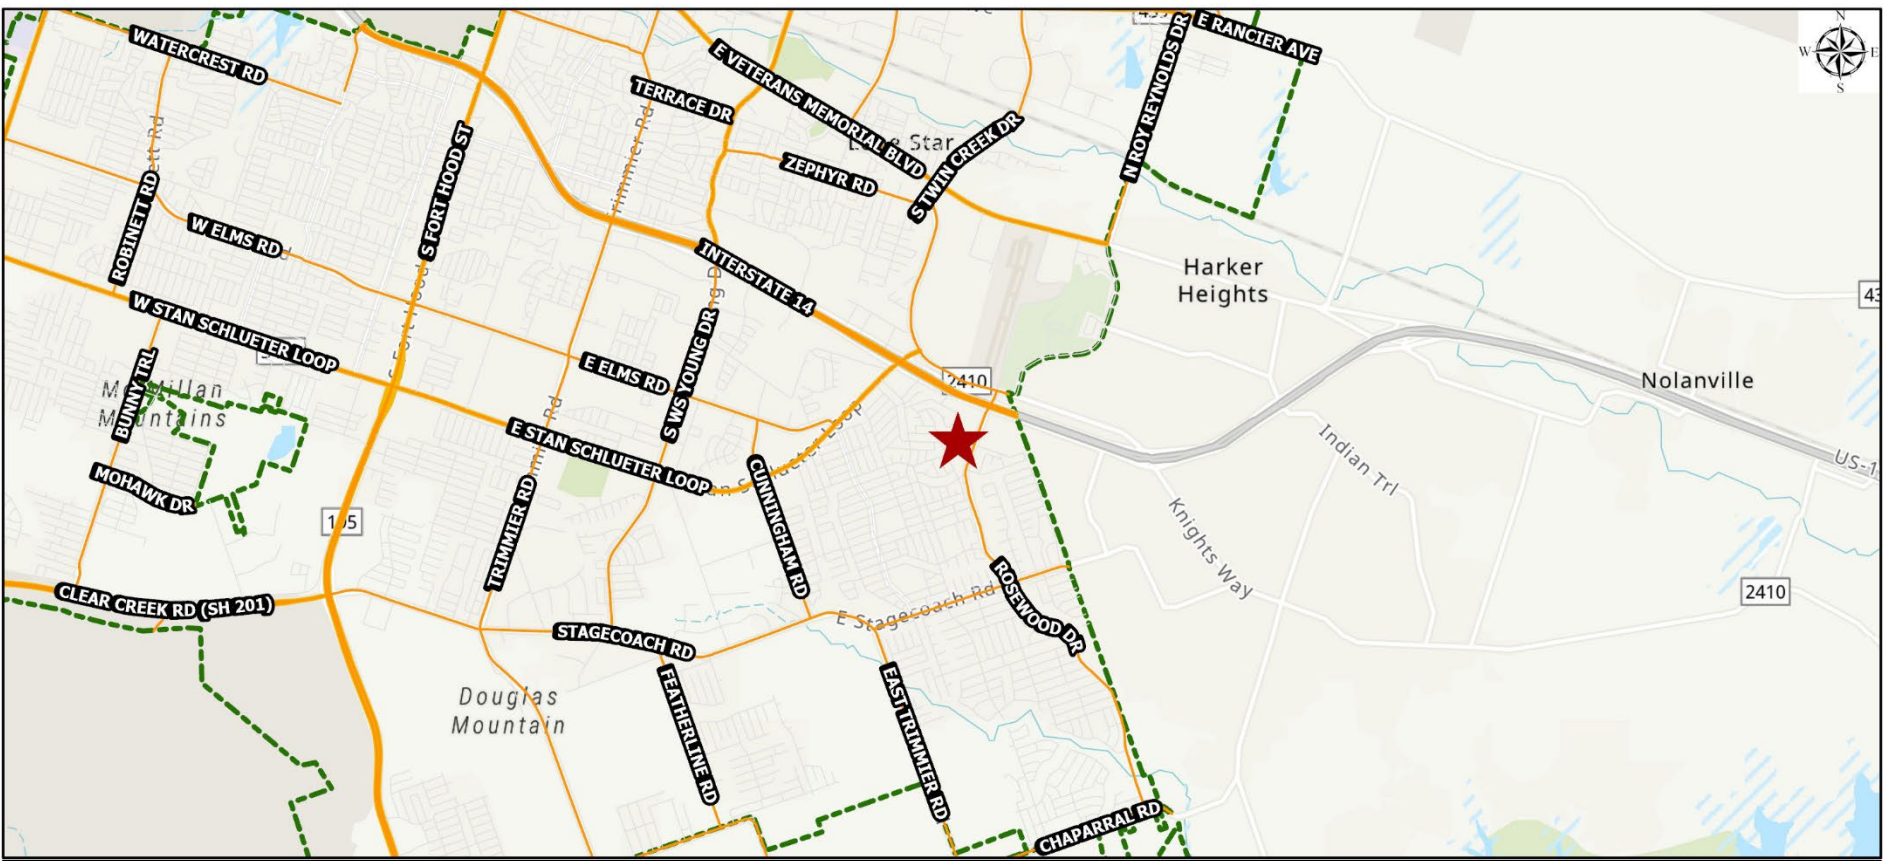 E RANCIER AVE
N
W
E
S
WATERCREST RD
E VETERANS MEMORIAL BLVD
N ROY REYNOLDS DR
TERRACE DR
Star
S TWIN CREEK DR
ZEPHYR RD
S FORT HOOD ST
ROBINETT RD
W ELMS RD
INTERSTATE 14
Harker
Heights
W STAN SCHLUETER LOOP
S WS YOUNG DR
E ELMS RD
2410
Nolanville
BUNNY TRL
Mountains
E STAN SCHLUETER LOOP
Indian Trl
MOHAWK DR
CUNNINGHAM RD
TRIMMIER RD
Knights Way
CLEAR CREEK RD (SH 201)
ROSEWOOD DR
2410
E Stagecoach Rd
STAGECOACH RD
Douglas
Mountain
FEATHERLINE RD
EAST TRIMMIER RD
CHAPARRAL RD